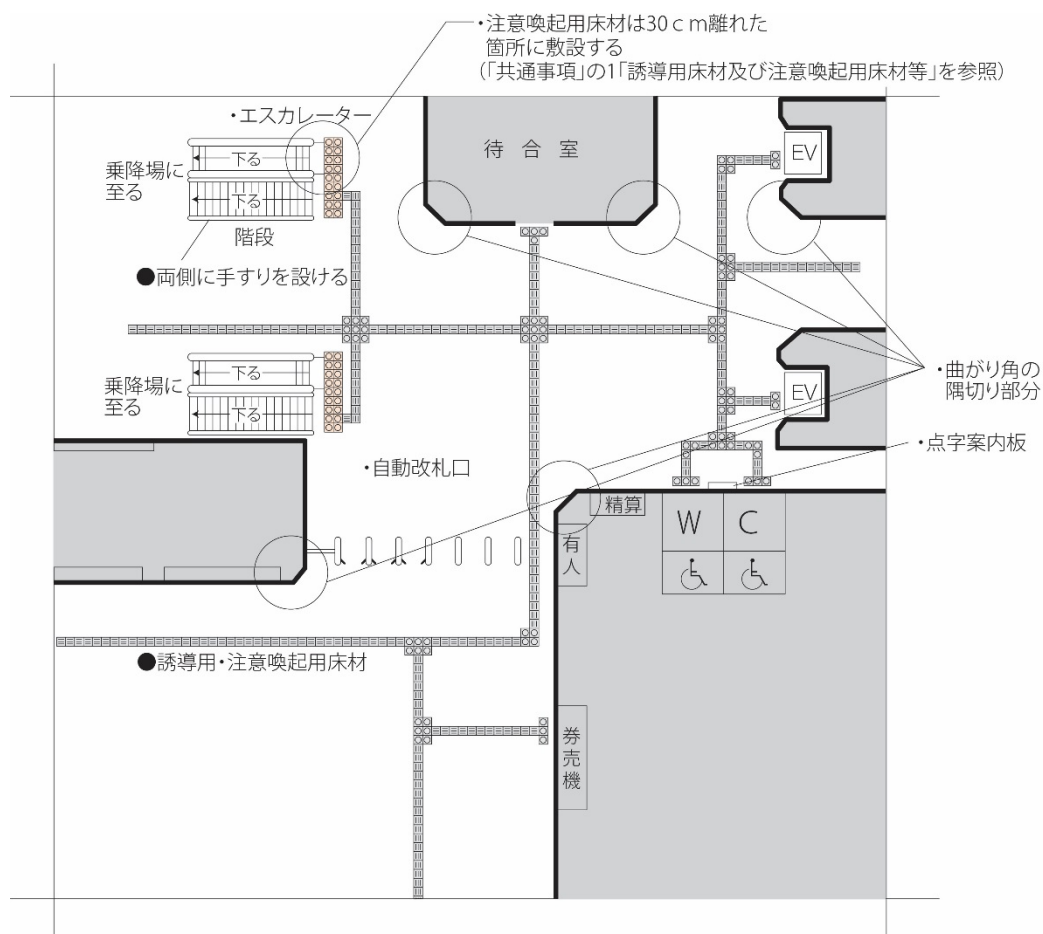 ・注意喚起用床材は30ｃｍ離れた
箇所に敷設する
(「共通事項」の1「誘導用床材及び注意喚起用床材等」を参照)
・エスカレーター
待合室
EV
下る
乗降場に
至る
下る
階段
●両側に手すりを設ける
下る
乗降場に
至る
下る
EV
・曲がり角の
隅切り部分
・点字案内板
・自動改札口
精算
W C
有人
●誘導用・注意喚起用床材
券売機